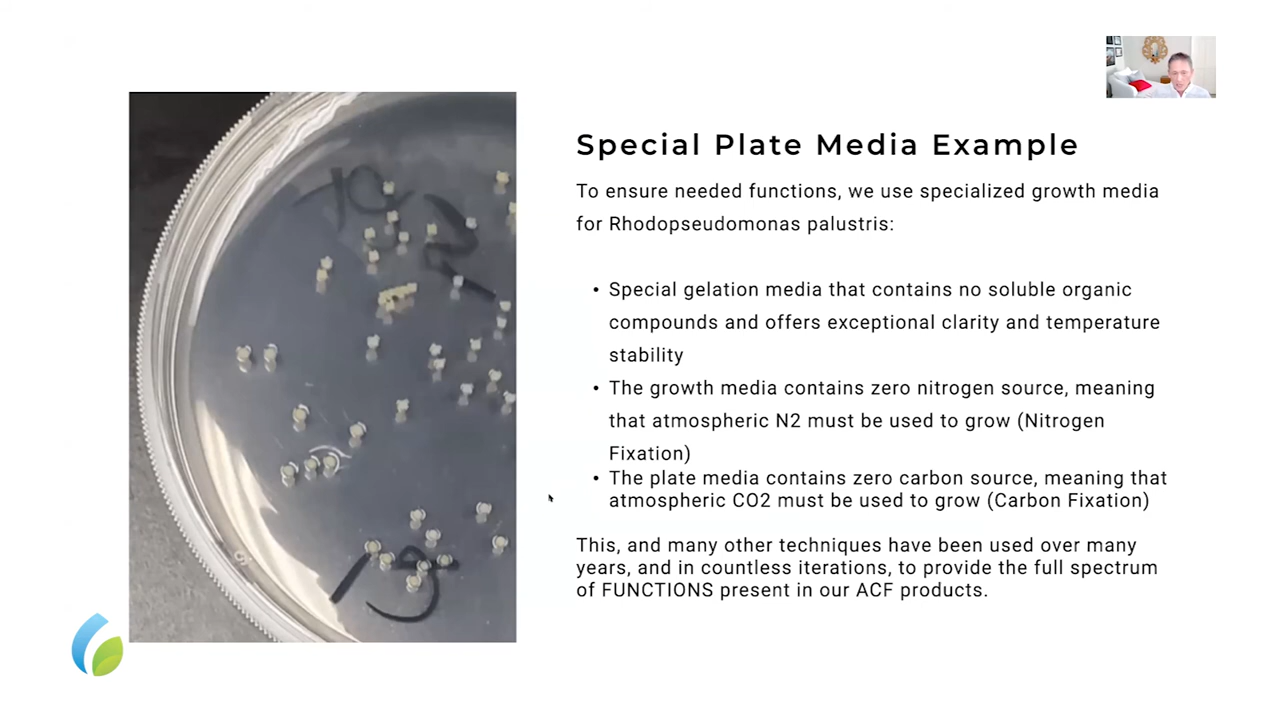 Special Plate Media Example
To ensure needed functions, we use specialized growth media
for Rhodopseudomonas palustris:
• Special gelation media that contains no soluble organic
compounds and offers exceptional clarity and temperature
stability
• The growth media contains zero nitrogen source, meaning
that atmospheric N2 must be used to grow (Nitrogen
Fixation)
• The plate media contains zero carbon source, meaning that
atmospheric CO2 must be used to grow (Carbon Fixation)
This, and many other techniques have been used over many
years, and in countless iterations, to provide the full spectrum
of FUNCTIONS present in our ACF products.